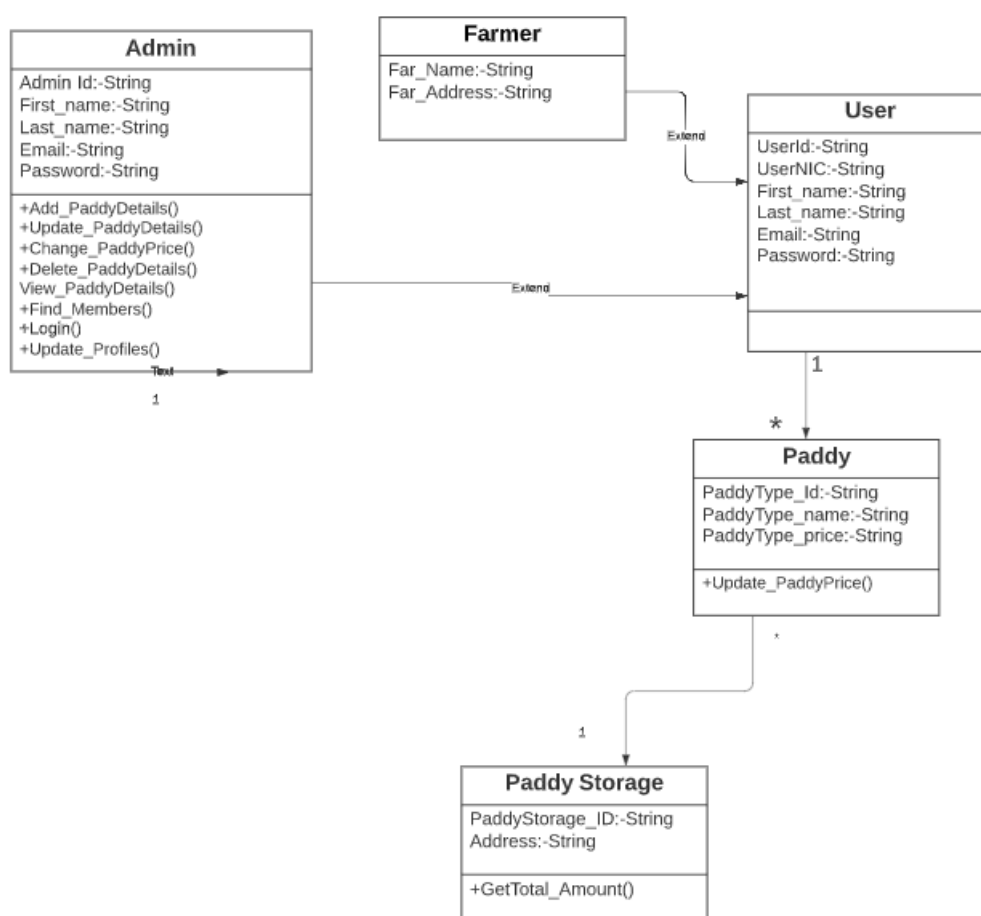 Admin
Admin Id:-String
First_name:-String
Last_name:-String
Email:-String
Password:-String
+Add_PaddyDetails()
+Update_PaddyDetails()
+Change_PaddyPrice()
+Delete_PaddyDetails()
View_PaddyDetails()
+Find_Members()
+Login()
+Update_Profiles()
Text
1
Farmer
Far_Name:-String
Far_Address:-String
Extend
Extend
User
UserId:-String
UserNIC:-String
First_name:-String
Last_name:-String
Email:-String
Password:-String
1
*
Paddy
PaddyType_Id:-String
PaddyType_name:-String
PaddyType_price:-String
+Update_PaddyPrice()
*
1
Paddy Storage
PaddyStorage_ID:-String
Address:-String
+GetTotal_Amount()